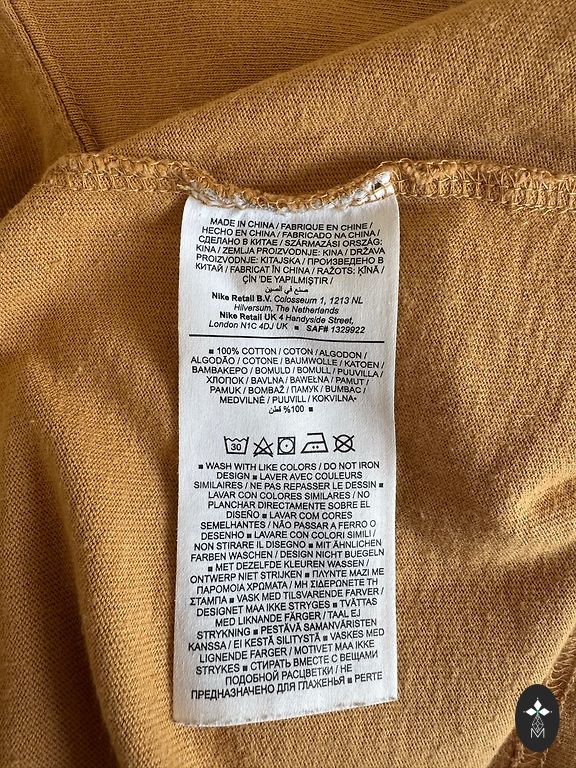 MADE IN CHINA / FABRIQUE EN CHINE /
HECHO EN CHINA / FABRICADO NA CHINA /
СДЕЛАНО В КИТАЕ / SZÁRMAZÁSI ORSZÁG:
KINA / ZEMLJA PROIZVODNJE: KINA / DRŽAVA
PROIZVODNJE: KITAJSKA / ПРОИЗВЕДЕНО В
КИТАЙ / FABRICAT ÎN CHINA / RAŽOTS: ĶĪNĀ /
ÇİN 'DE YAPILMIŞTIR /
صنع في الصين
Nike Retail B.V. Colosseum 1, 1213 NL
Hilversum, The Netherlands
Nike Retail UK 4 Handyside Street,
London N1C 4DJ UK ▪ SAF# 1329922
▪ 100% COTTON / COTON / ALGODON /
ALGODÃO / COTONE / BAUMWOLLE / KATOEN /
ΒΑΜΒΑΚΕΡΟ / BOMULD / BOMULL / PUUVILLA /
ХЛОПОК / BAVLNA / BAWEŁNA / PAMUT /
PAMUK / BOMBAŽ / ПАМУК / BUMBAC /
MEDVILNĖ / PUUVILL / KOKVILNA▪
%100 قطن ▪
30
▪ WASH WITH LIKE COLORS / DO NOT IRON
DESIGN ▪ LAVER AVEC COULEURS
SIMILAIRES / NE PAS REPASSER LE DESSIN ▪
LAVAR CON COLORES SIMILARES / NO
PLANCHAR DIRECTAMENTE SOBRE EL
DISEÑO ▪ LAVAR COM CORES
SEMELHANTES / NÃO PASSAR A FERRO O
DESENHO ▪ LAVARE CON COLORI SIMILI /
NON STIRARE IL DISEGNO ▪ MIT ÄHNLICHEN
FARBEN WASCHEN / DESIGN NICHT BUEGELN
▪ MET DEZELFDE KLEUREN WASSEN /
ONTWERP NIET STRIJKEN ▪ ΠΛΥΝΤΕ ΜΑΖΙ ΜΕ
ΠΑΡΟΜΟΙΑ ΧΡΩΜΑΤΑ / ΜΗ ΣΙΔΕΡΩΝΕΤΕ ΤΗ
ΣΤΑΜΠΑ ▪ VASK MED TILSVARENDE FARVER /
DESIGNET MAA IKKE STRYGES ▪ TVÄTTAS
MED LIKNANDE FÄRGER / TAAL EJ
STRYKNING ▪ PESTÄVÄ SAMANVÄRISTEN
KANSSA / EI KESTÄ SILITYSTÄ ▪ VASKES MED
LIGNENDE FARGER / MOTIVET MAA IKKE
STRYKES ▪ СТИРАТЬ ВМЕСТЕ С ВЕЩАМИ
ПОДОБНОЙ РАСЦВЕТКИ / НЕ
ПРЕДНАЗНАЧЕНО ДЛЯ ГЛАЖЕНЬЯ ▪ PERTE
M